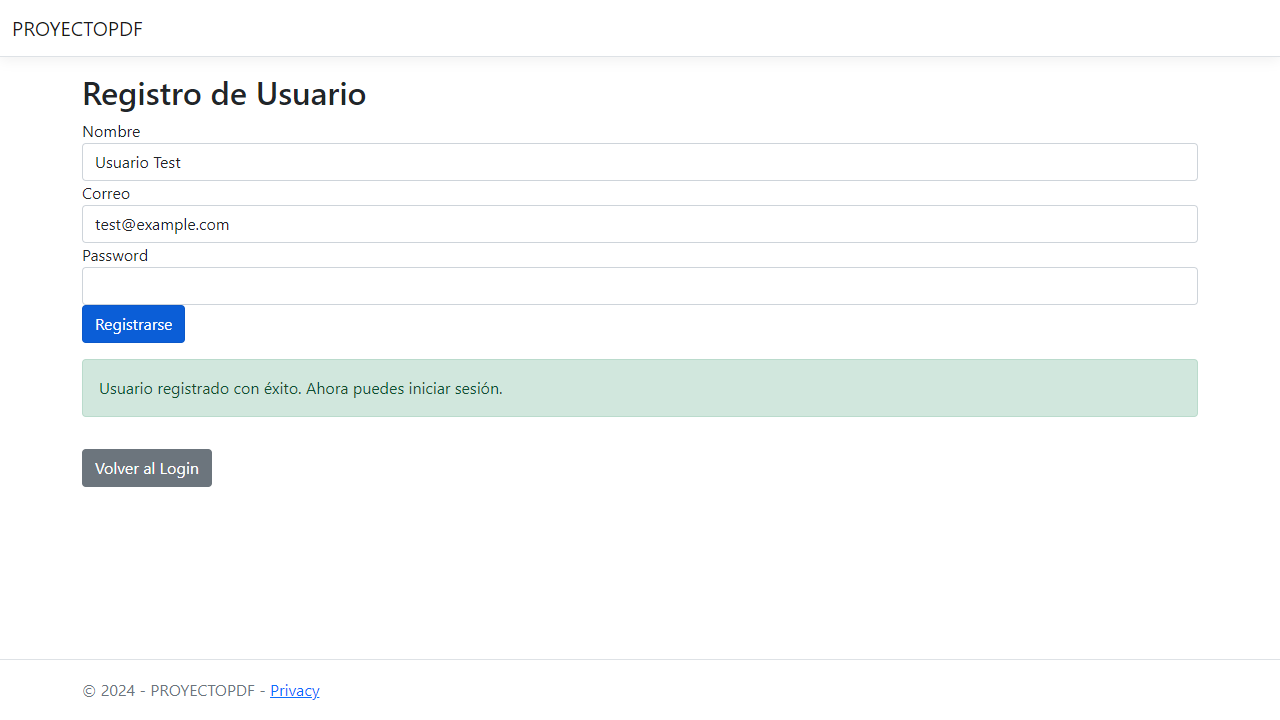 PROYECTOPDF
Registro de Usuario
Nombre
Usuario Test
Correo
test@example.com
Password
Registrarse
Usuario registrado con éxito. Ahora puedes iniciar sesión.
Volver al Login
© 2024 - PROYECTOPDF - Privacy